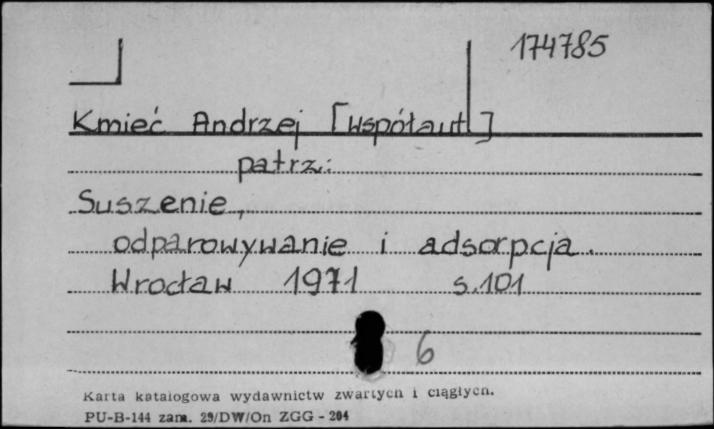 174785
Kmieć Andrzej [współaut.]
patrz:
Suszenie,
odparowywanie i adsorpcja.
Wrocław 1971 s.101
6
Karta katalogowa wydawnictw zwartych i ciągłych.
PU-B-144 zam. 29/DW/On ZGG - 204